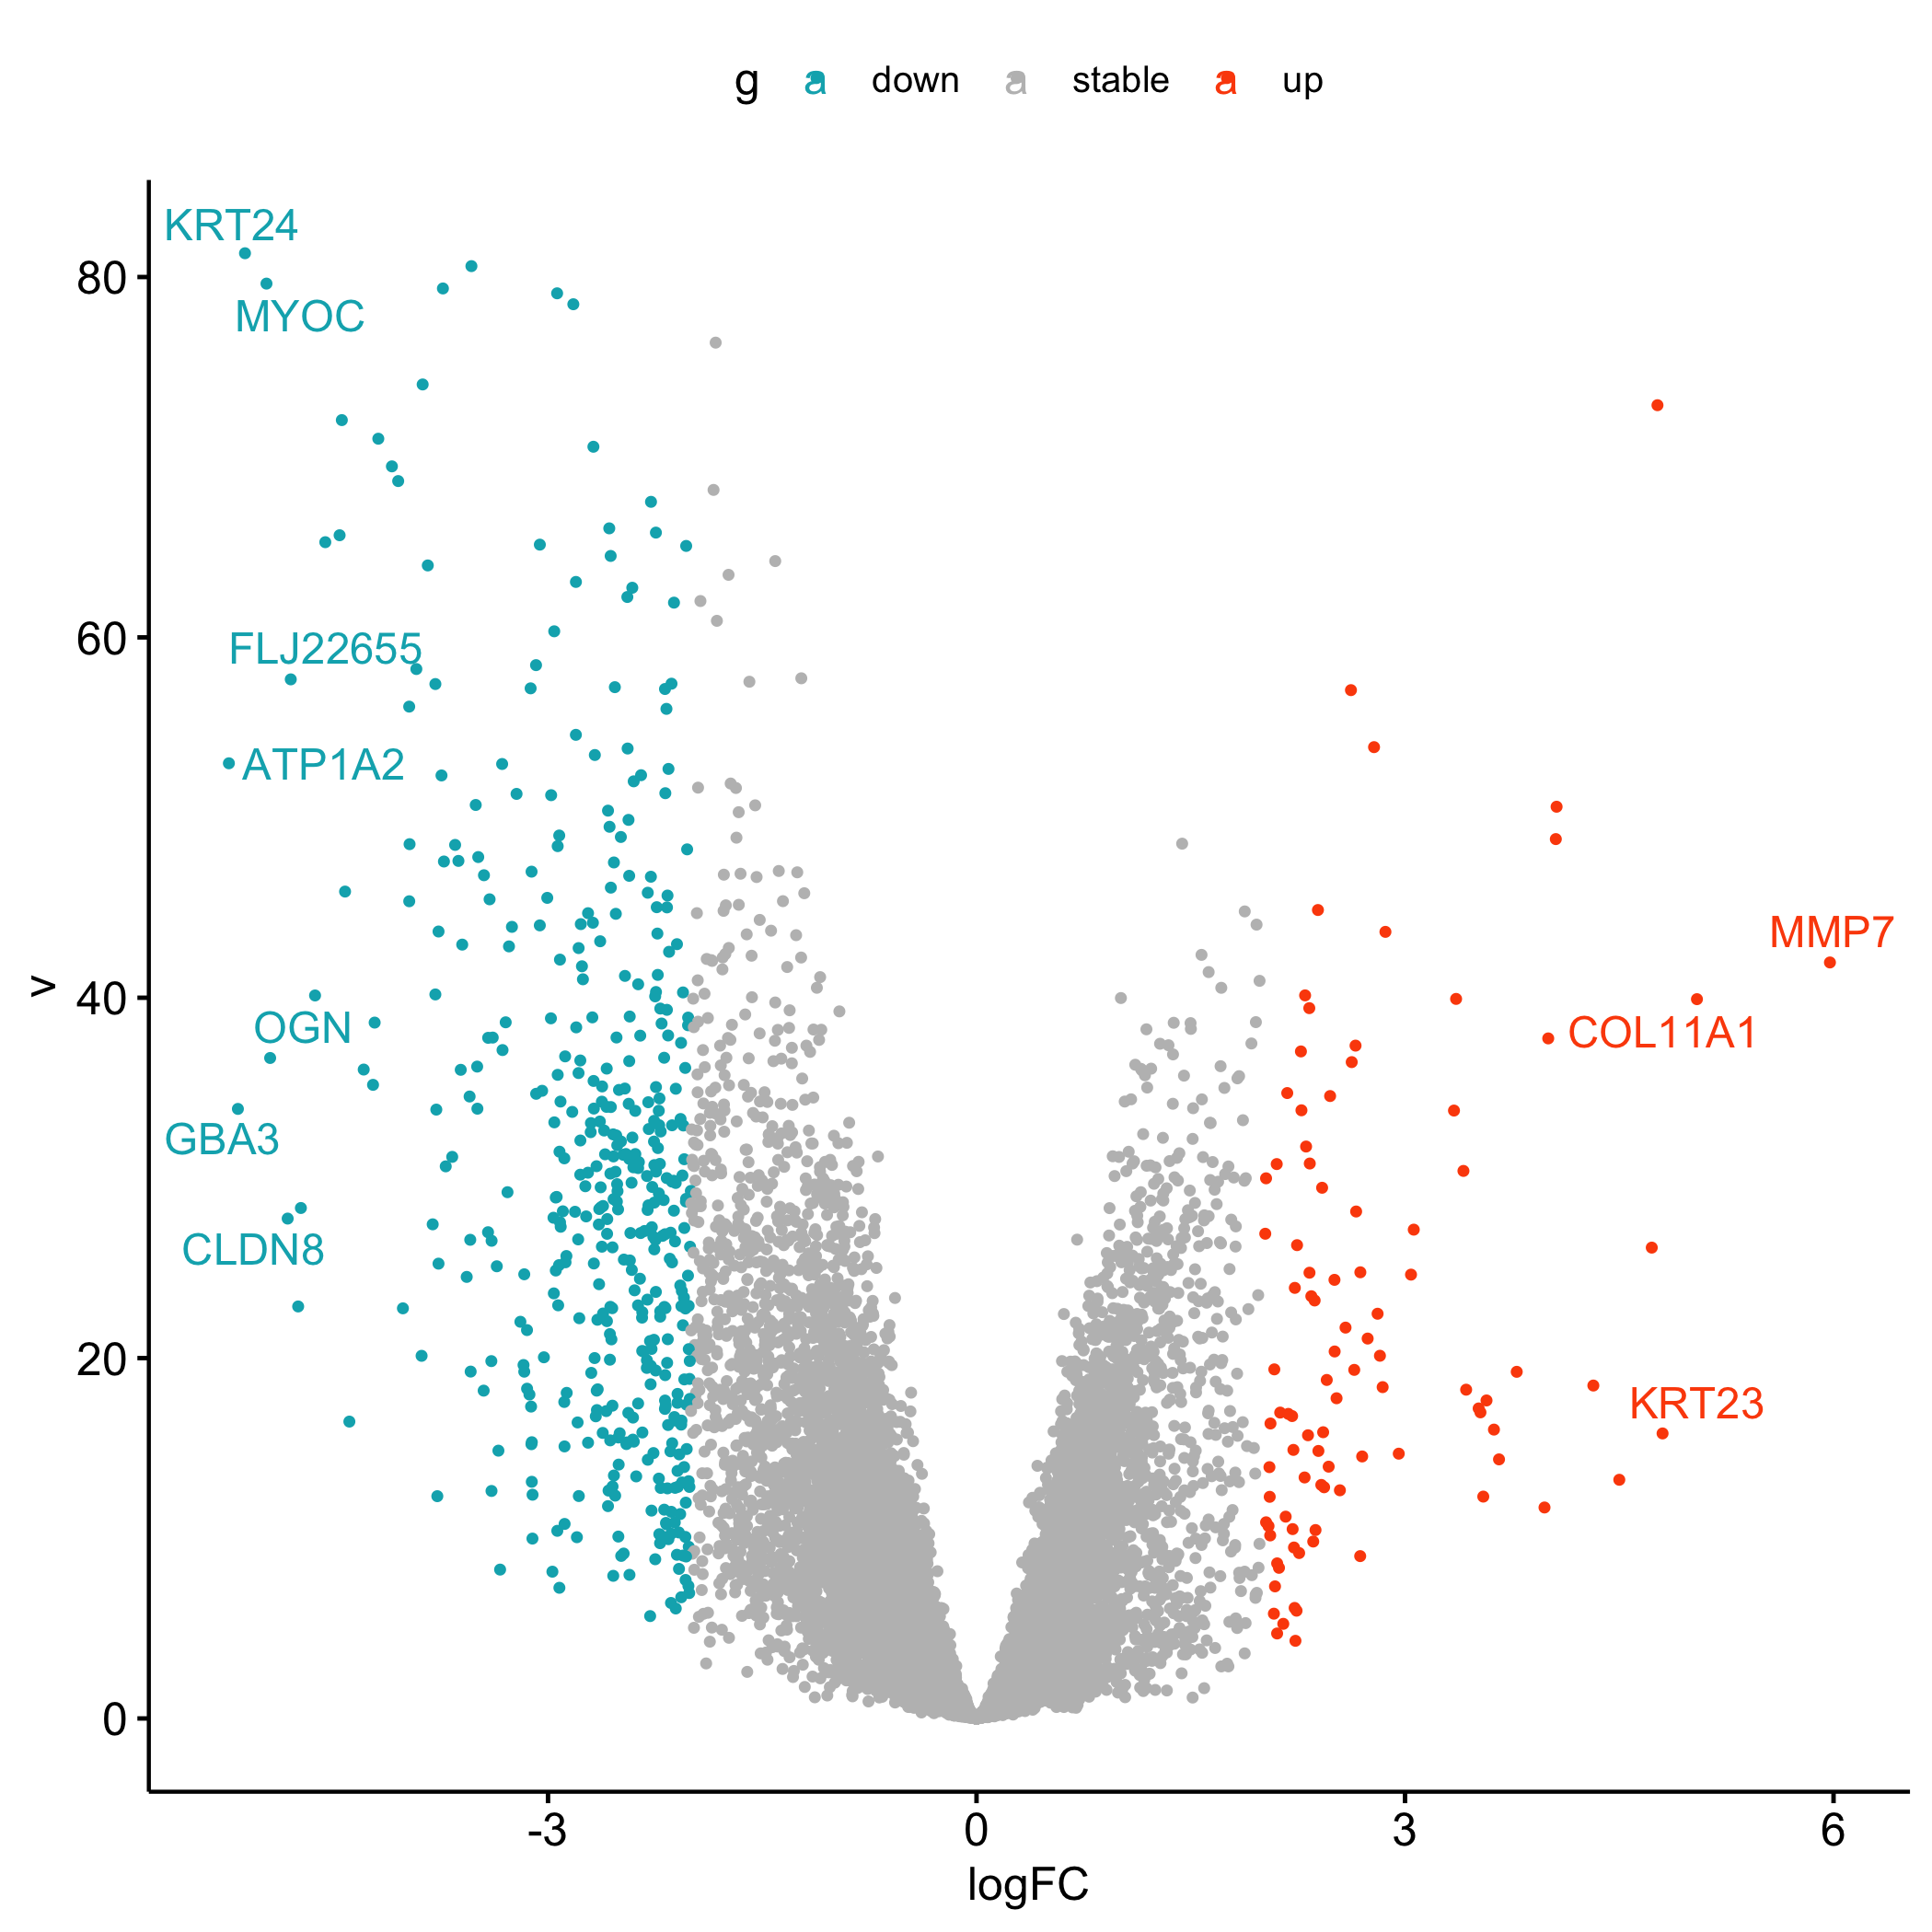 g a down a stable a up
KRT24
80
MYOC
60
FLJ22655
ATP1A2
MMP7
v
40
OGN
COL11A1
GBA3
CLDN8
20
KRT23
0
-3 0 3 6
logFC